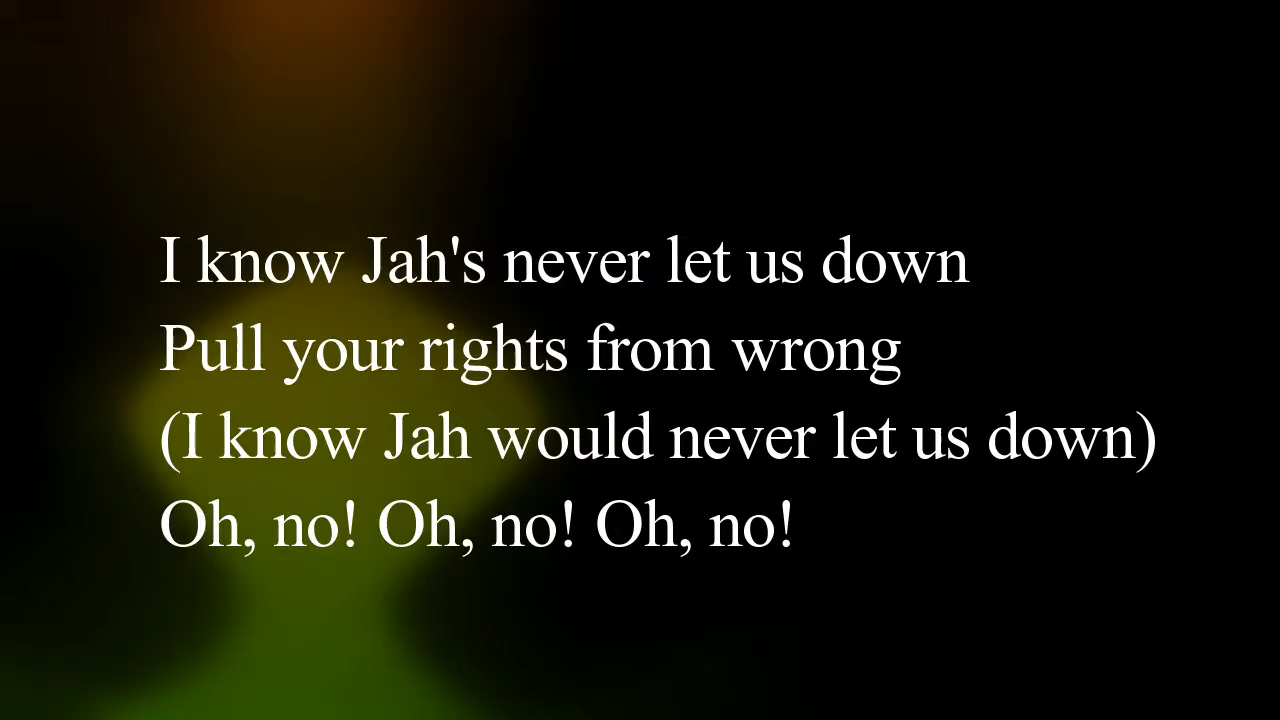 I know Jah's never let us down
Pull your rights from wrong
(I know Jah would never let us down)
Oh, no! Oh, no! Oh, no!